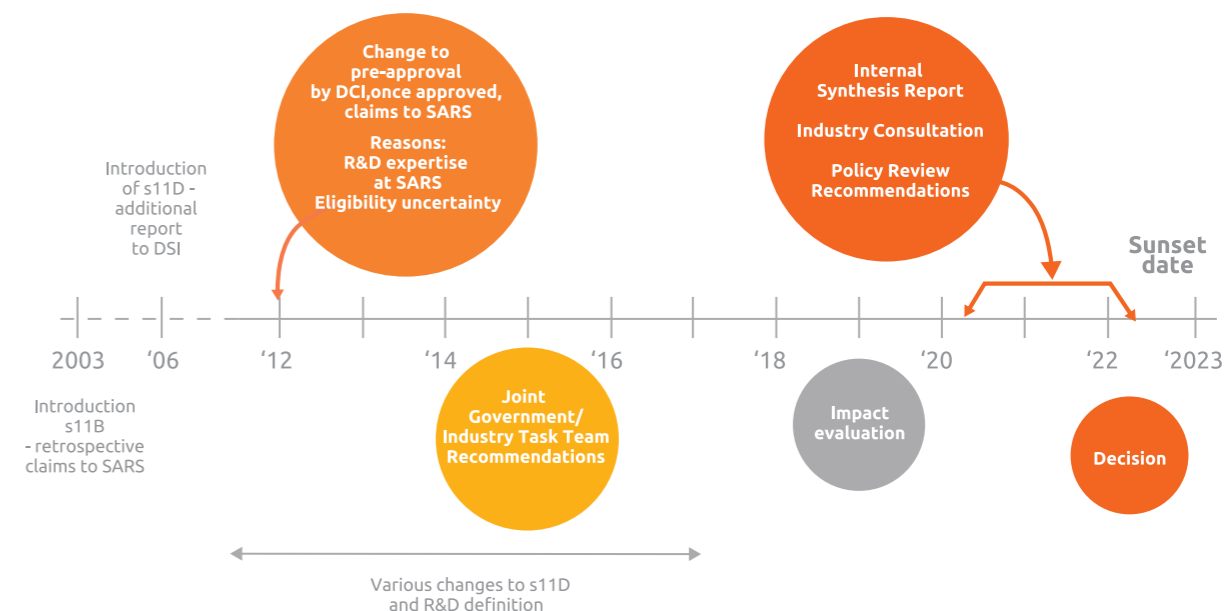 Change to
pre-approval
by DCI,once approved,
claims to SARS
Reasons:
R&D expertise
at SARS
Eligibility uncertainty
Internal
Synthesis Report
Industry Consultation
Policy Review
Recommendations
Introduction
of s11D -
additional
report
to DSI
Sunset
date
2003
‘06
‘12
‘14
‘16
‘18
‘20
‘22
‘2023
Introduction
s11B
- retrospective
claims to SARS
Joint
Government/
Industry Task Team
Recommendations
Impact
evaluation
Decision
Various changes to s11D
and R&D definition